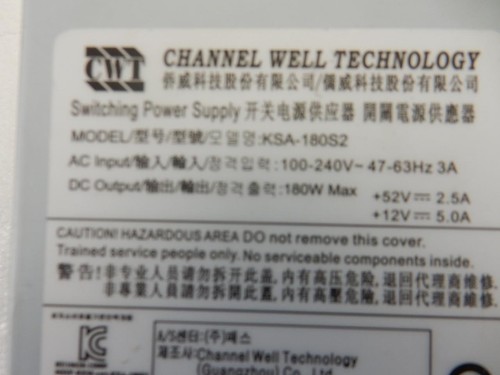 CWT CHANNEL WELL TECHNOLOGY
侨威科技股份有限公司/僑威科技股份有限公司
Switching Power Supply 开关电源供应器 開關電源供應器
MODEL/型号/型號/모델명:KSA-180S2
AC Input/输入/輸入/정격입력: 100-240V~ 47-63Hz 3A
DC Output/输出/輸出/정격출력: 180W Max +52V⎓ 2.5A
+12V⎓ 5.0A
CAUTION! HAZARDOUS AREA DO not remove this cover.
Trained service people only. No serviceable components inside.
警告!非专业人员请勿拆开此盖,内有高压危险,退回代理商维修.
非專業人員請勿拆開此蓋,內有高壓危險,退回代理商維修.
A/S센터:(주)패스
제조사:Channel Well Technology
(Guangzhou) Co., Ltd.